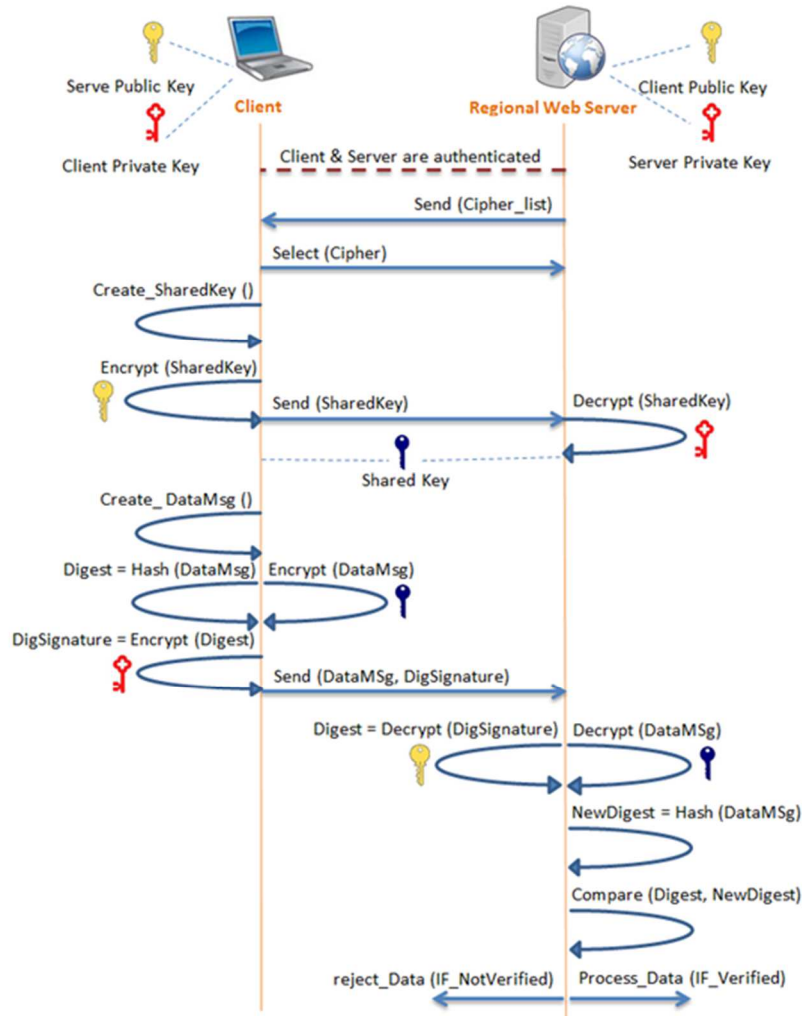 Serve Public Key
Client
Client Private Key
Regional Web Server
Client Public Key
Server Private Key
Client & Server are authenticated
Send (Cipher_list)
Select (Cipher)
Create_SharedKey ()
Encrypt (SharedKey)
Send (SharedKey)
Decrypt (SharedKey)
Shared Key
Create_ DataMsg ()
Digest = Hash (DataMsg)
Encrypt (DataMsg)
DigSignature = Encrypt (Digest)
Send (DataMSg, DigSignature)
Digest = Decrypt (DigSignature)
Decrypt (DataMSg)
NewDigest = Hash (DataMSg)
Compare (Digest, NewDigest)
reject_Data (IF_NotVerified)
Process_Data (IF_Verified)